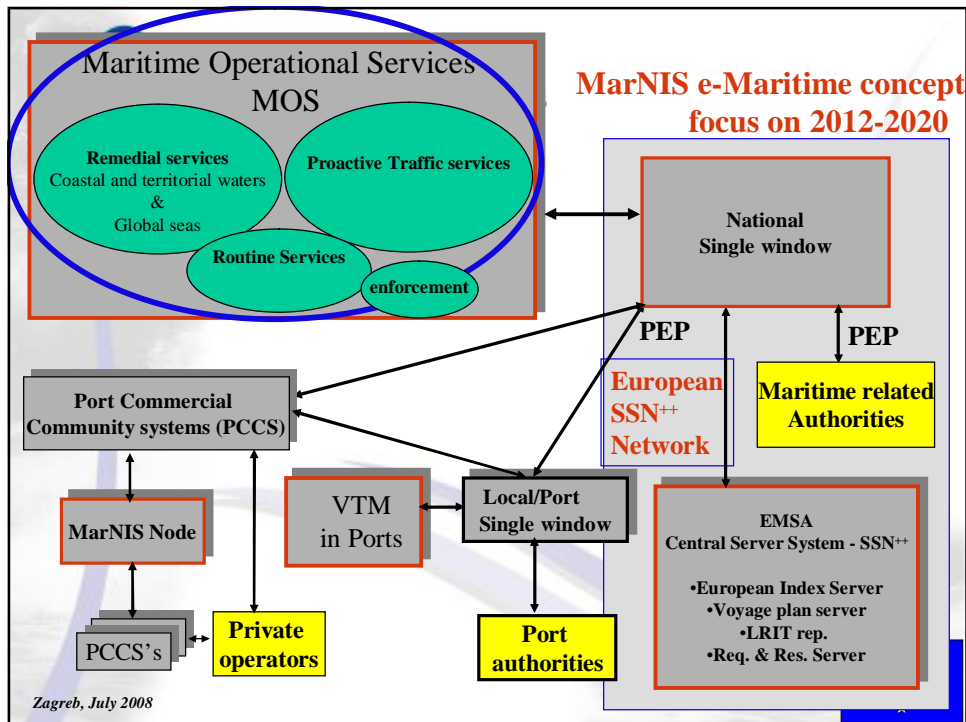 Maritime Operational Services
MOS
MarNIS e-Maritime concept
focus on 2012-2020
Remedial services
Coastal and territorial waters
&
Global seas
Proactive Traffic services
Routine Services
enforcement
National
Single window
PEP
PEP
European
SSN++
Network
Maritime related
Authorities
Port Commercial
Community systems (PCCS)
MarNIS Node
VTM
in Ports
Local/Port
Single window
EMSA
Central Server System - SSN++
•European Index Server
•Voyage plan server
•LRIT rep.
•Req. & Res. Server
PCCS's
Private
operators
Port
authorities
Zagreb, July 2008